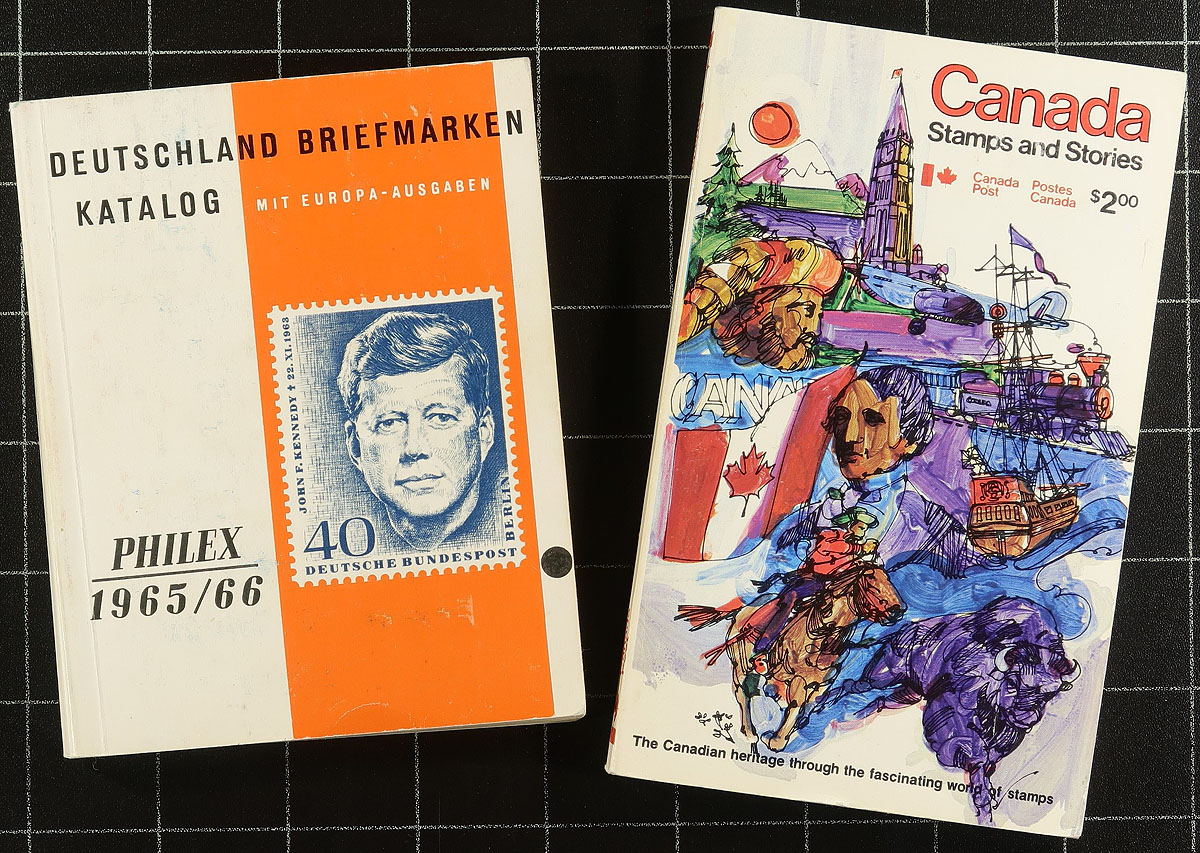 DEUTSCHLAND BRIEFMARKEN
KATALOG
MIT EUROPA-AUSGABEN
JOHN F. KENNEDY † 22. XI. 1963
40
BERLIN
DEUTSCHE BUNDESPOST
PHILEX
1965/66
Canada
Stamps and Stories
Canada Postes
Post Canada
$2.00
CANA
The Canadian heritage through the fascinating world of stamps